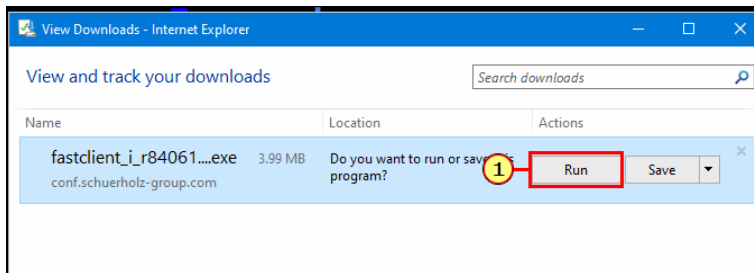 View Downloads - Internet Explorer
View and track your downloads
Search downloads
Name Location Actions
fastclient_i_r84061....exe 3.99 MB Do you want to run or save
program?
conf.schuerholz-group.com
1
Run
Save